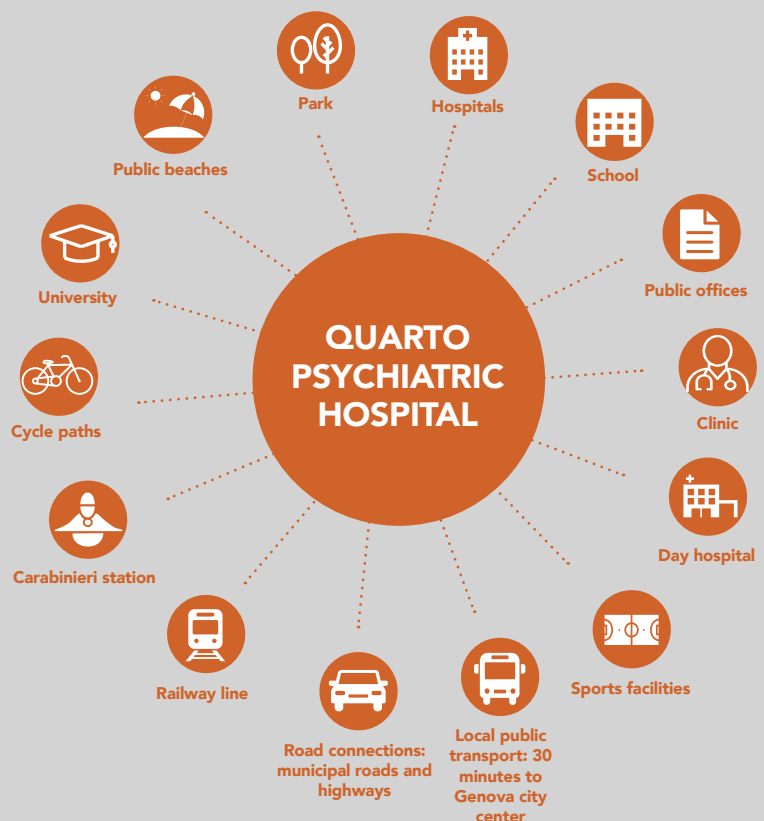 Park
Hospitals
Public beaches
School
University
Public offices
QUARTO
PSYCHIATRIC
HOSPITAL
Cycle paths
Clinic
Carabinieri station
Day hospital
Railway line
Sports facilities
Road connections:
municipal roads and
highways
Local public
transport: 30
minutes to
Genova city
center